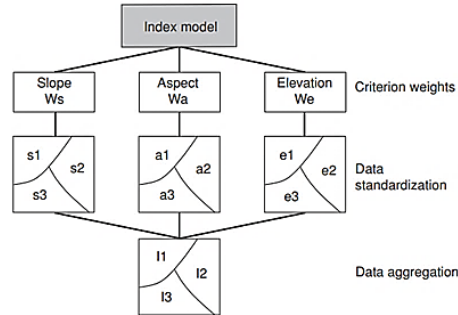 Index model
Slope
Ws
Aspect
Wa
Elevation
We
Criterion weights
s1
s2
s3
a1
a2
a3
e1
e2
e3
Data
standardization
I1
I2
I3
Data aggregation